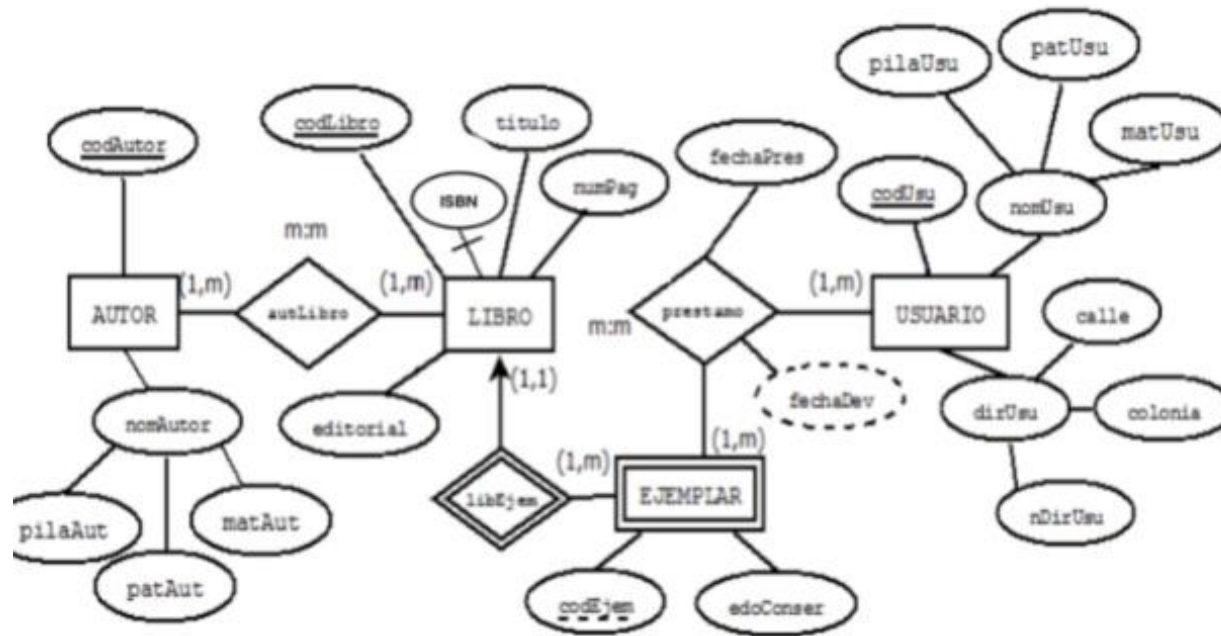 patUsu
pilaUsu
codLibro
titulo
matUsu
codAutor
fechaPres
numPag
ISBN
codUsu
nomUsu
m:m
(1,m)
(1,m)
(1,m)
AUTOR
autLibro
LIBRO
m:m
prestamo
USUARIO
calle
(1,1)
fechaDev
dirUsu
colonia
nomAutor
editorial
(1,m)
(1,m)
libEjem
EJEMPLAR
nDirUsu
pilaAut
matAut
patAut
codEjem
edoConser